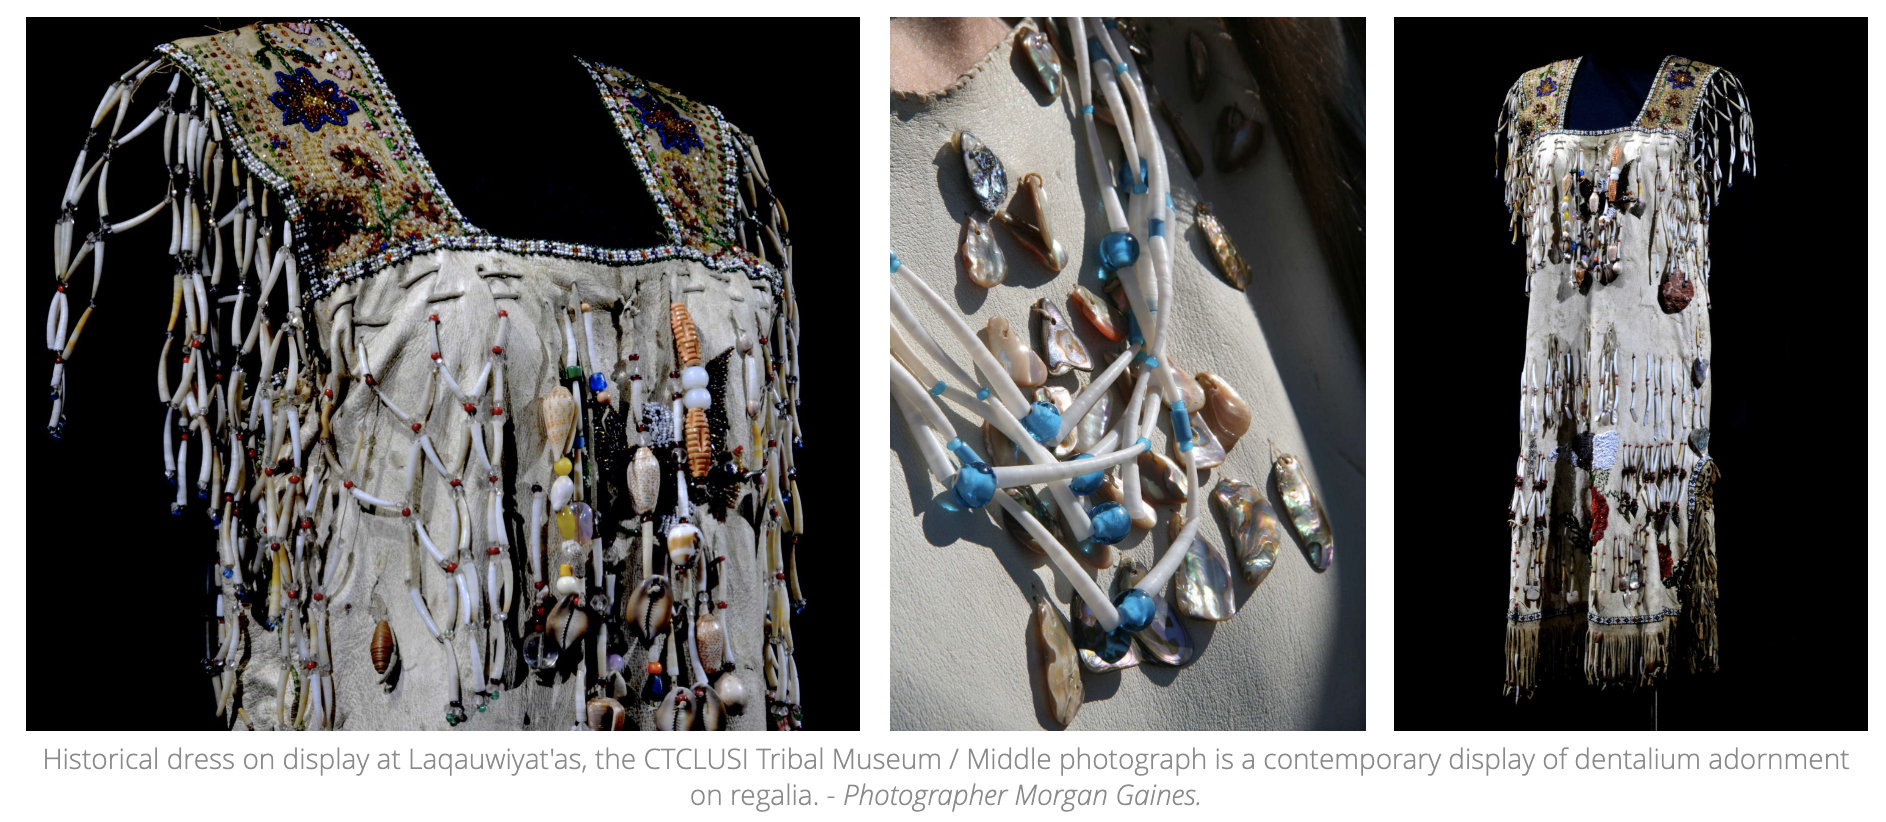 Historical dress on display at Laqauwiyat'as, the CTCLUSI Tribal Museum / Middle photograph is a contemporary display of dentalium adornment
on regalia. - Photographer Morgan Gaines.